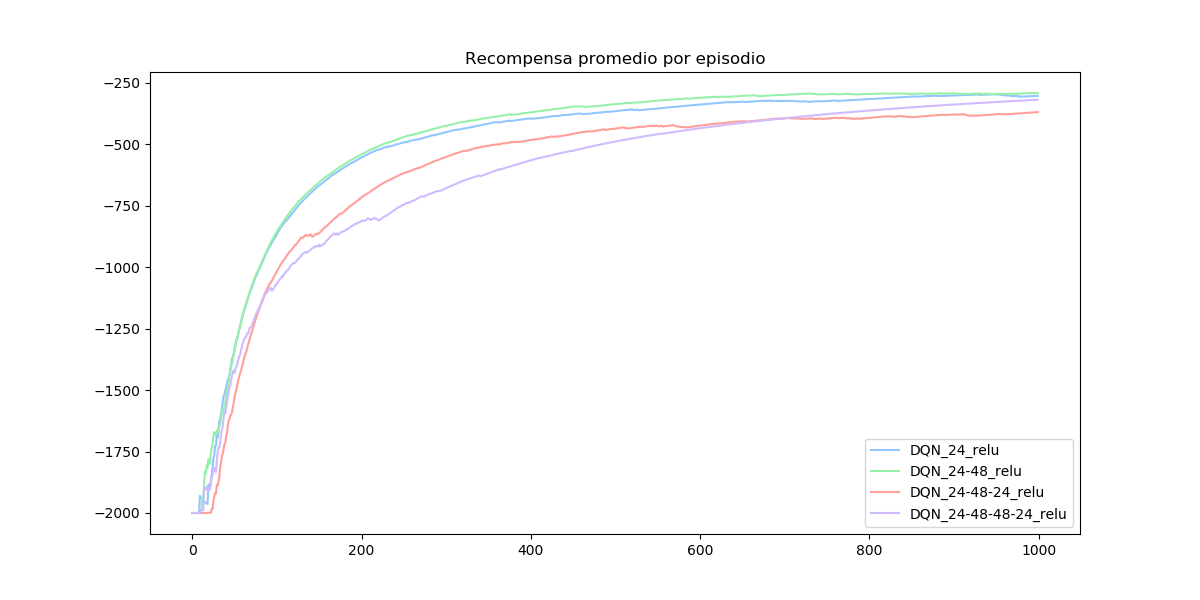 Recompensa promedio por episodio
−250
−500
−750
−1000
−1250
−1500
−1750
−2000
0
200
400
600
800
1000
DQN_24_relu
DQN_24-48_relu
DQN_24-48-24_relu
DQN_24-48-48-24_relu